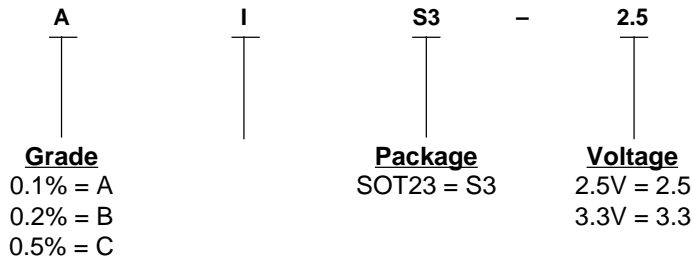 A I S3 – 2.5
Grade Package Voltage
0.1% = A SOT23 = S3 2.5V = 2.5
0.2% = B 3.3V = 3.3
0.5% = C